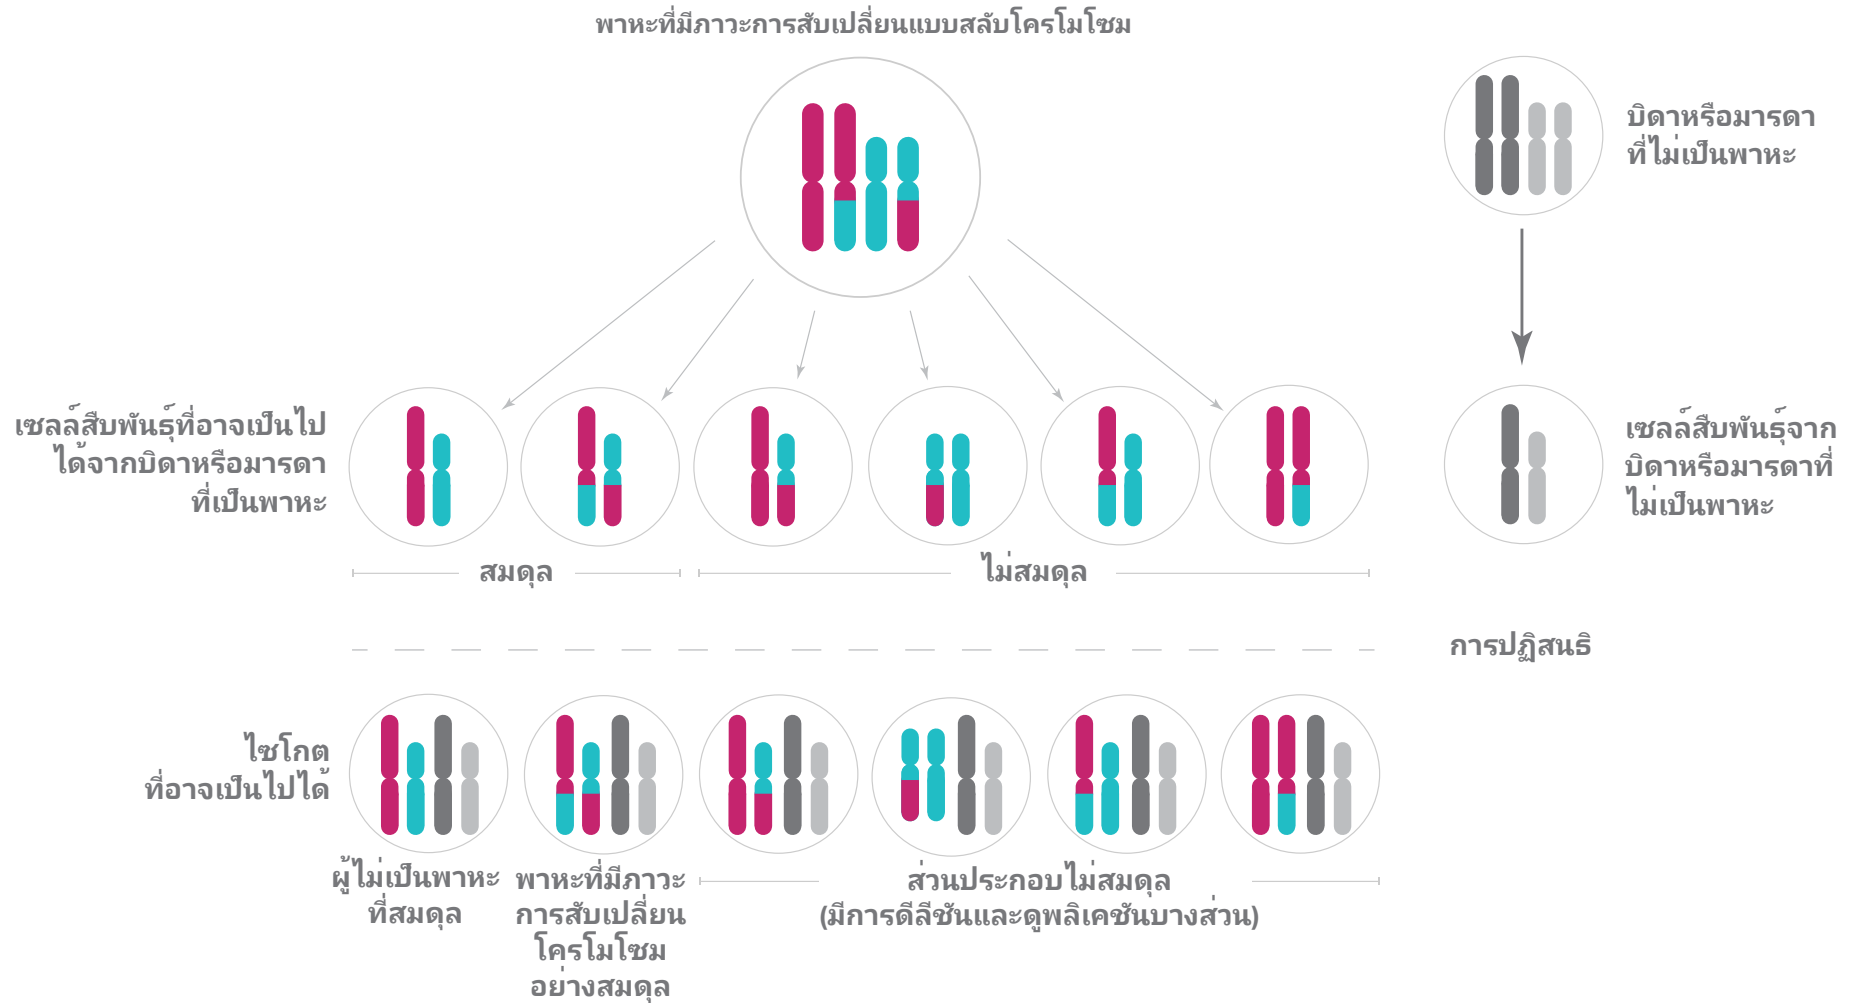 พาหะที่มีภาวะการสับเปลี่ยนแบบสลับโครโมโซม
บิดาหรือมารดา
ที่ไม่เป็นพาหะ
เซลล์สืบพันธุ์ที่อาจเป็นไป
ได้จากบิดาหรือมารดา
ที่เป็นพาหะ
เซลล์สืบพันธุ์จาก
บิดาหรือมารดาที่
ไม่เป็นพาหะ
สมดุล
ไม่สมดุล
การปฏิสนธิ
ไซโกต
ที่อาจเป็นไปได้
ผู้ไม่เป็นพาหะ
ที่สมดุล
พาหะที่มีภาวะ
การสับเปลี่ยน
โครโมโซม
อย่างสมดุล
ส่วนประกอบไม่สมดุล
(มีการดีลีชันและดูพลิเคชันบางส่วน)